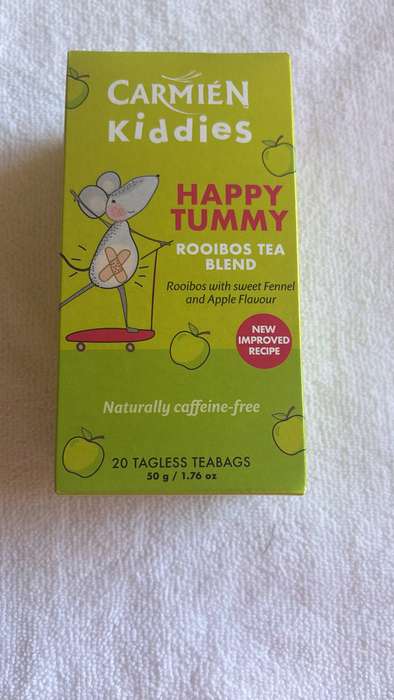 CARMIÉN
Kiddies
HAPPY
TUMMY
ROOIBOS TEA
BLEND
Rooibos with sweet Fennel
and Apple Flavour
NEW
IMPROVED
RECIPE
Naturally caffeine-free
20 TAGLESS TEABAGS
50 g / 1.76 oz